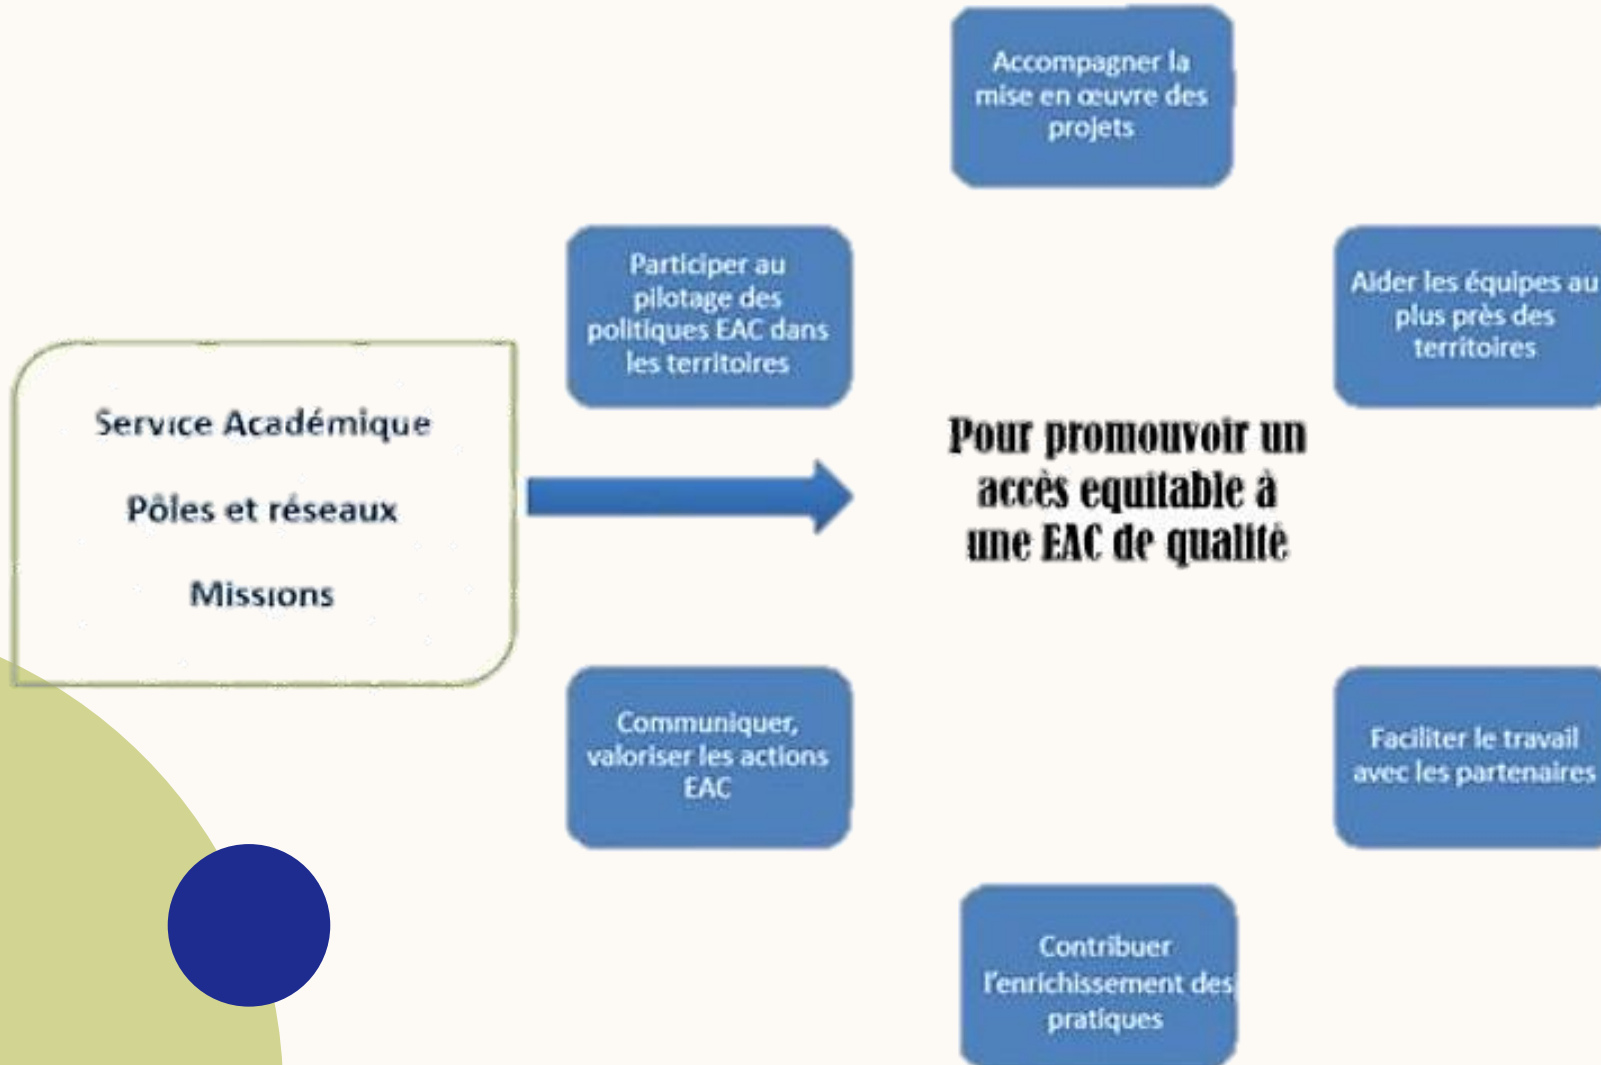 Accompagner la
mise en œuvre des
projets
Participer au
pilotage des
politiques EAC dans
les territoires
Aider les équipes au
plus près des
territoires
Service Académique
Pôles et réseaux
Missions
Pour promouvoir un
accès equitable à
une EAC de qualité
Communiquer,
valoriser les actions
EAC
Faciliter le travail
avec les partenaires
Contribuer
l'enrichissement des
pratiques